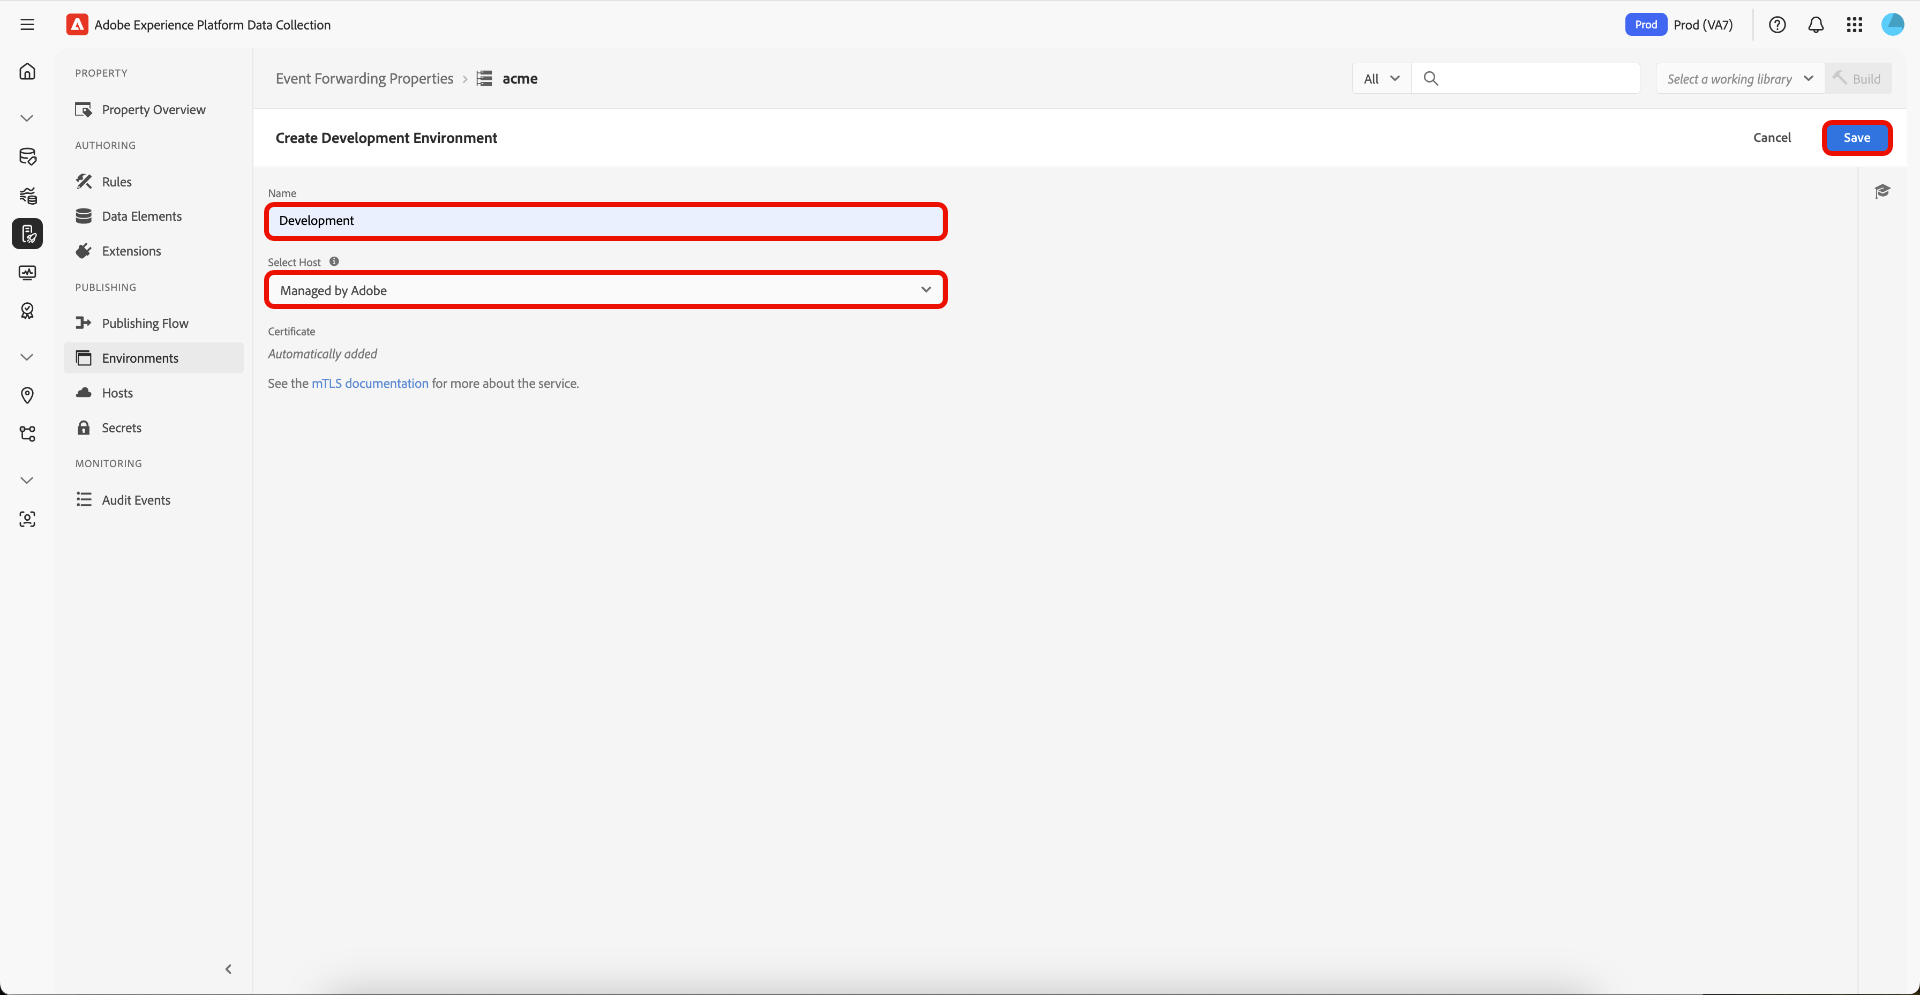 Adobe Experience Platform Data Collection
Prod Prod (VA7)
PROPERTY
Property Overview
AUTHORING
Rules
Data Elements
Extensions
PUBLISHING
Publishing Flow
Environments
Hosts
Secrets
MONITORING
Audit Events
Event Forwarding Properties > acme
All
Select a working library
Build
Create Development Environment
Cancel
Save
Name
Development
Select Host
Managed by Adobe
Certificate
Automatically added
See the mTLS documentation for more about the service.